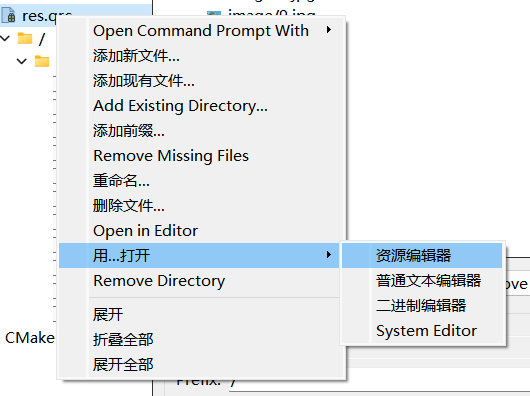 res.qrc
image/9.jpg
/
Open Command Prompt With
添加新文件...
添加现有文件...
Add Existing Directory...
添加前缀...
Remove Missing Files
重命名...
删除文件...
Open in Editor
用...打开
资源编辑器
Remove Directory
普通文本编辑器
二进制编辑器
展开
System Editor
CMake
折叠全部
展开全部
Prefix: /